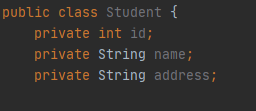 public class Student {
    private int id;
    private String name;
    private String address;